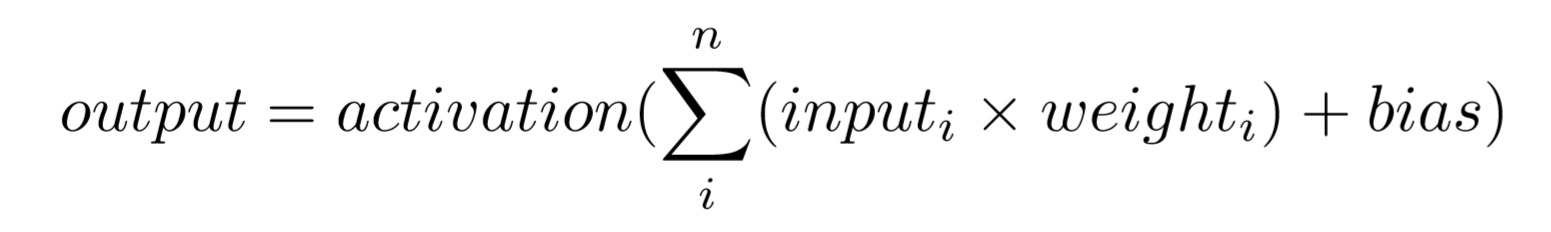 output = activation(∑_{i}^{n}(input_i × weight_i) + bias)